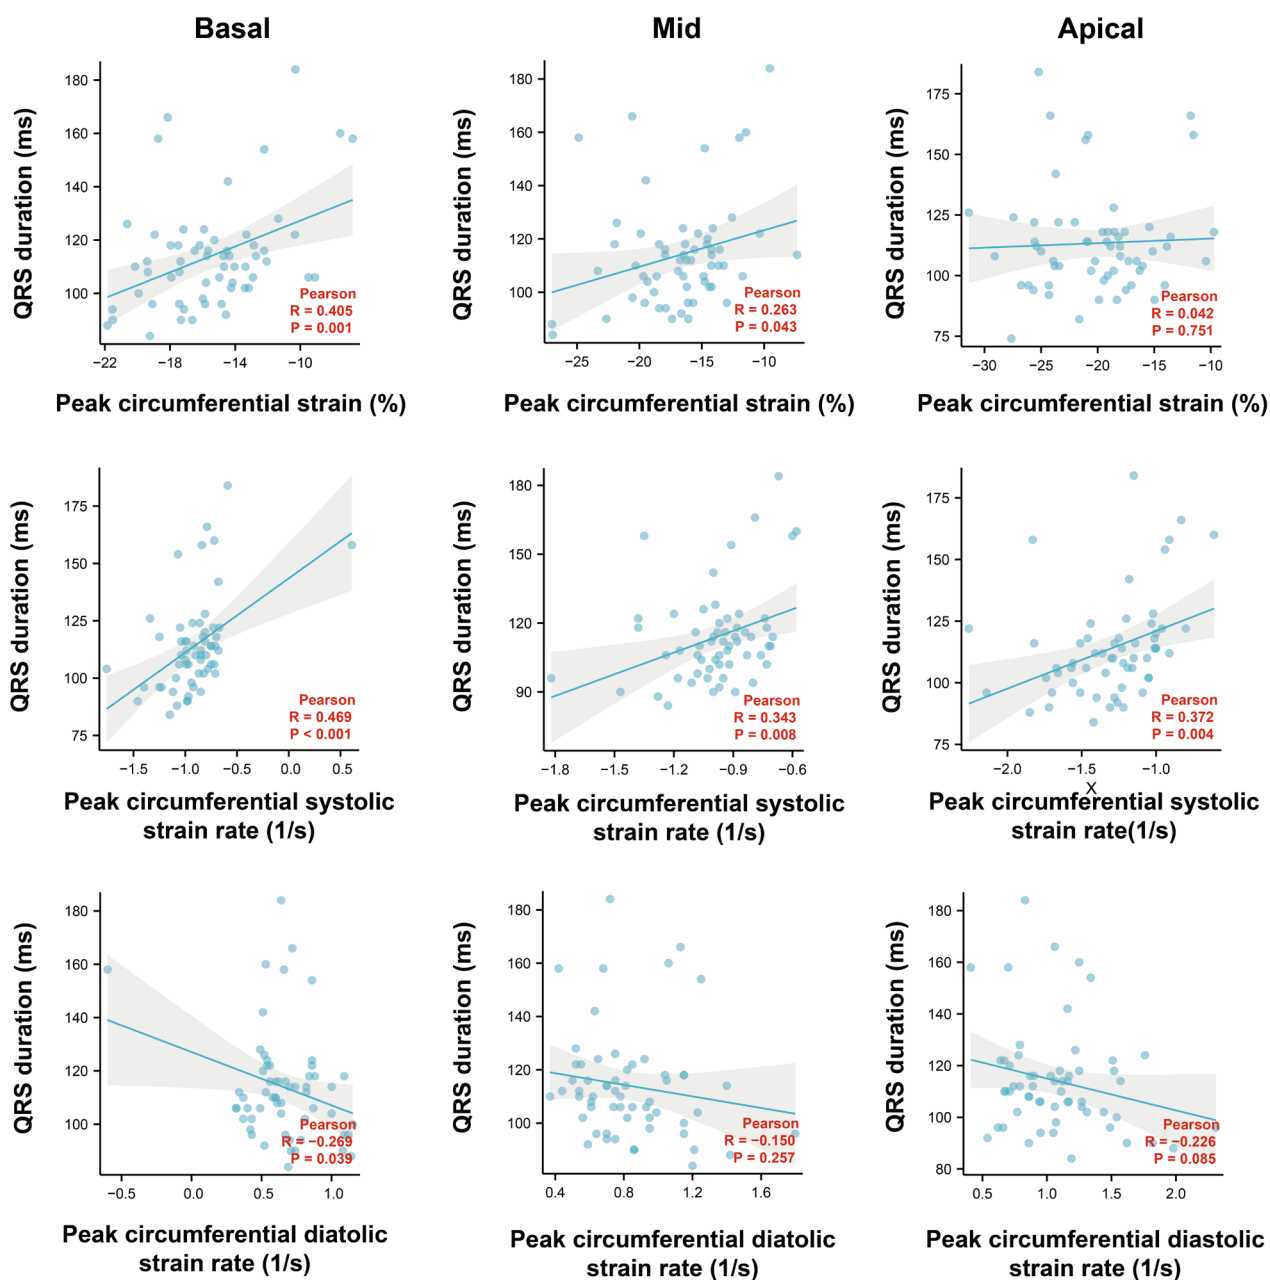 Basal
Mid
Apical
QRS duration (ms)
180
160
140
120
100
−22
−18
−14
−10
Pearson
R = 0.405
P = 0.001
Peak circumferential strain (%)
QRS duration (ms)
180
160
140
120
100
−25
−20
−15
−10
Pearson
R = 0.263
P = 0.043
Peak circumferential strain (%)
QRS duration (ms)
175
150
125
100
75
−30
−25
−20
−15
−10
Pearson
R = 0.042
P = 0.751
Peak circumferential strain (%)
QRS duration (ms)
175
150
125
100
75
−1.5
−1.0
−0.5
0.0
0.5
Pearson
R = 0.469
P < 0.001
Peak circumferential systolic
strain rate (1/s)
QRS duration (ms)
180
150
120
90
−1.8
−1.5
−1.2
−0.9
−0.6
Pearson
R = 0.343
P = 0.008
Peak circumferential systolic
strain rate (1/s)
QRS duration (ms)
175
150
125
100
75
−2.0
−1.5
−1.0
Pearson
R = 0.372
P = 0.004
x
Peak circumferential systolic
strain rate(1/s)
QRS duration (ms)
180
160
140
120
100
−0.5
0.0
0.5
1.0
Pearson
R = −0.269
P = 0.039
Peak circumferential diatolic
strain rate (1/s)
QRS duration (ms)
180
160
140
120
100
0.4
0.8
1.2
1.6
Pearson
R = −0.150
P = 0.257
Peak circumferential diatolic
strain rate (1/s)
QRS duration (ms)
180
160
140
120
100
80
0.5
1.0
1.5
2.0
Pearson
R = −0.226
P = 0.085
Peak circumferential diastolic
strain rate (1/s)